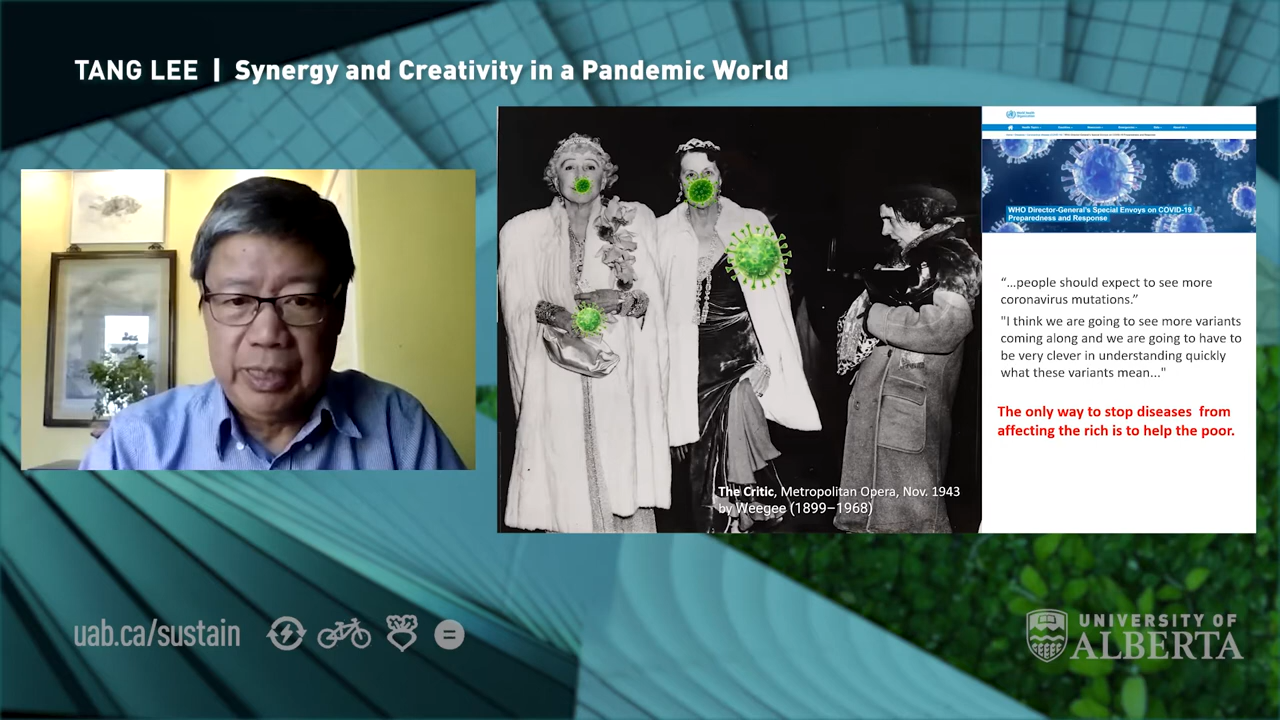 TANG LEE | Synergy and Creativity in a Pandemic World
World Health
Organization
WHO Director-General's Special Envoys on COVID-19
Preparedness and Response
“...people should expect to see more
coronavirus mutations.”
"I think we are going to see more variants
coming along and we are going to have to
be very clever in understanding quickly
what these variants mean..."
The only way to stop diseases from
affecting the rich is to help the poor.
The Critic, Metropolitan Opera, Nov. 1943
by Weegee (1899–1968)
uab.ca/sustain
UNIVERSITY OF
ALBERTA